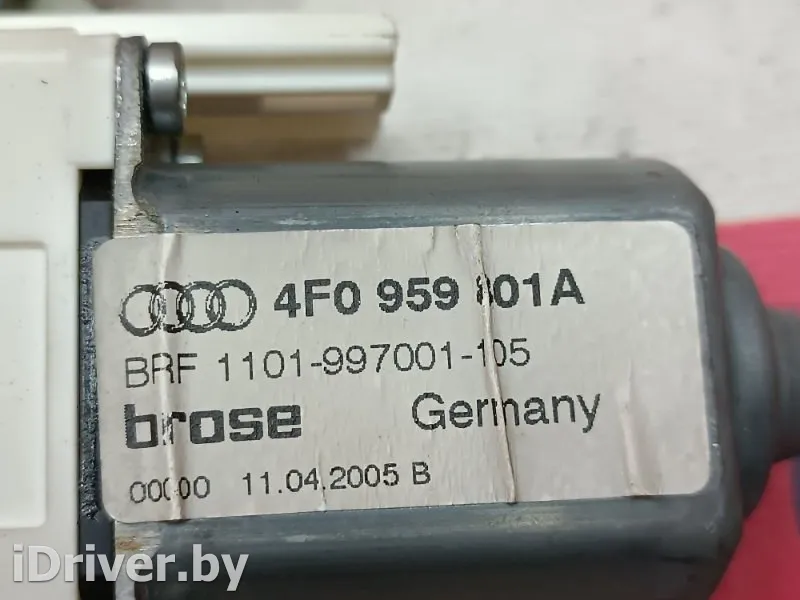 4F0 959 801A
BRF 1101-997001-105
brose Germany
00000 11.04.2005 B
iDriver.by